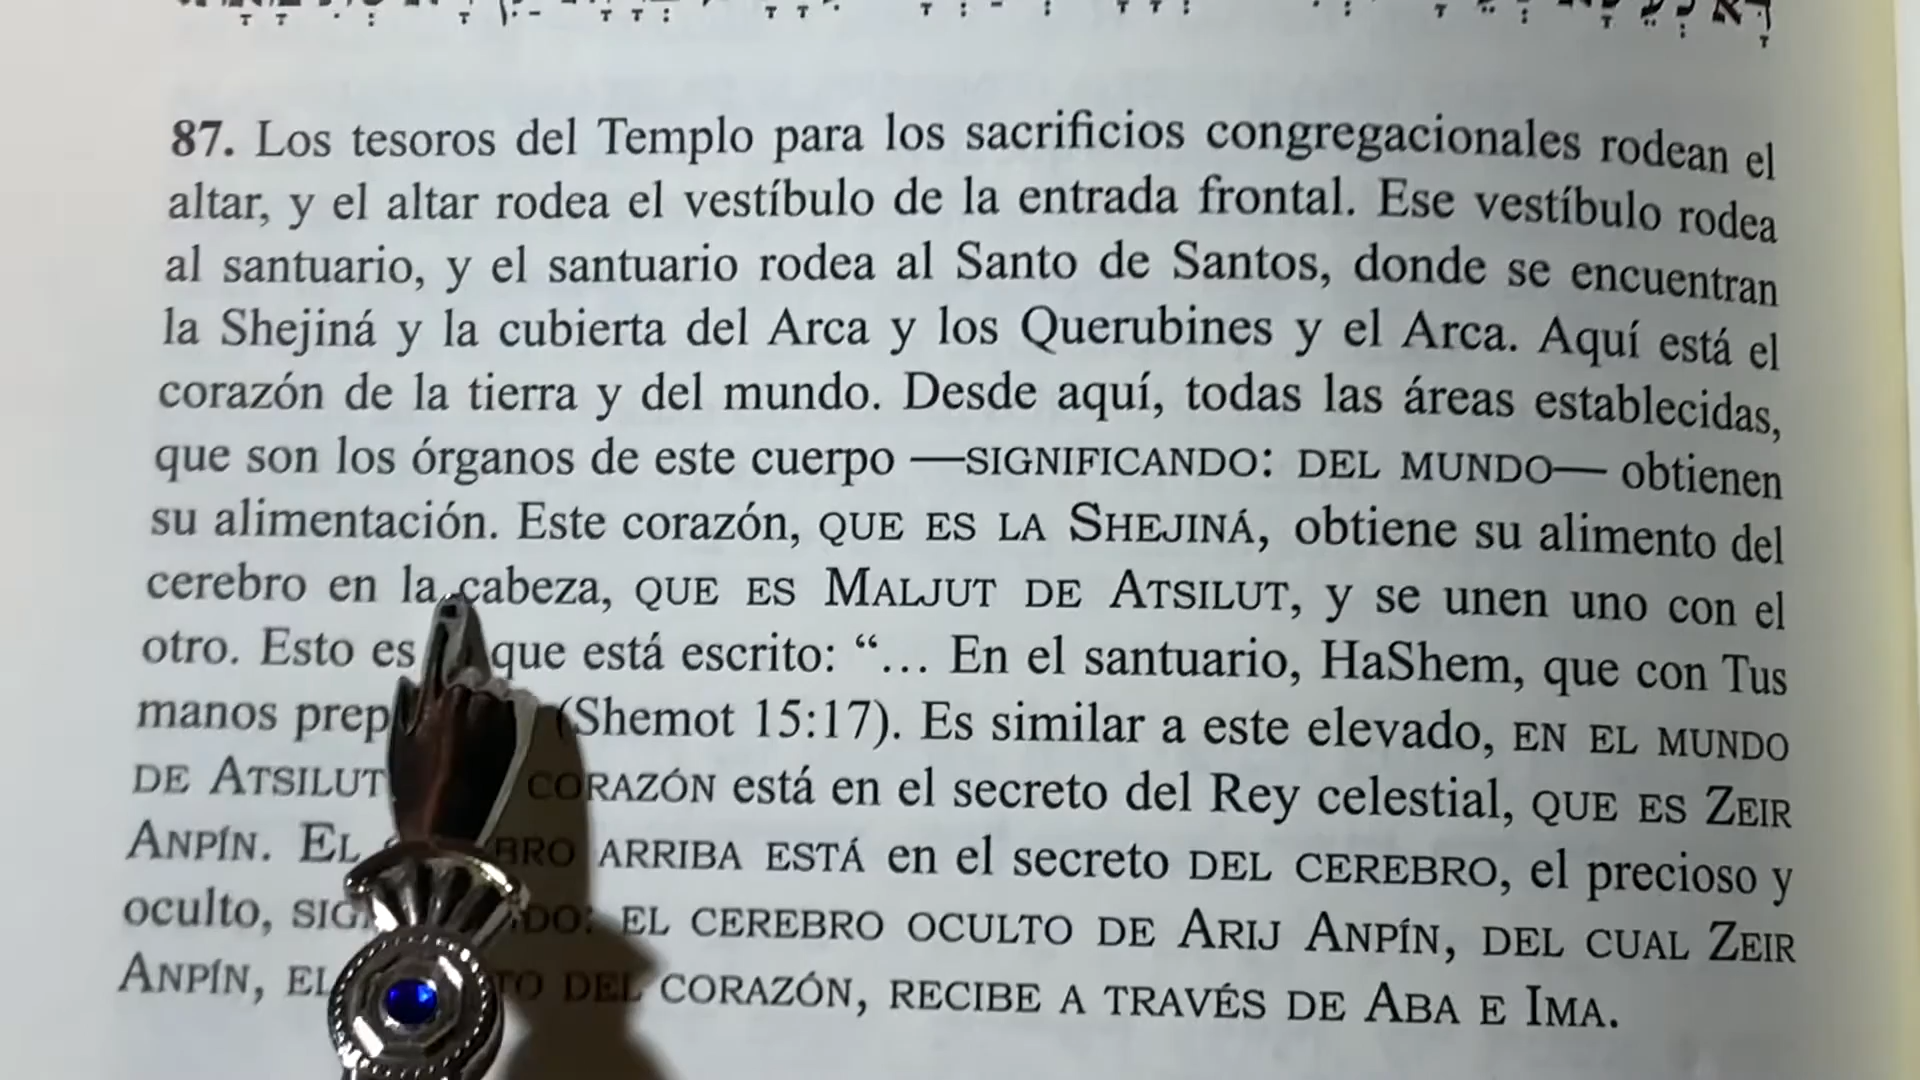 87. Los tesoros del Templo para los sacrificios congregacionales rodean el
altar, y el altar rodea el vestíbulo de la entrada frontal. Ese vestíbulo rodea
al santuario, y el santuario rodea al Santo de Santos, donde se encuentran
la Shejiná y la cubierta del Arca y los Querubines y el Arca. Aquí está el
corazón de la tierra y del mundo. Desde aquí, todas las áreas establecidas,
que son los órganos de este cuerpo —SIGNIFICANDO: DEL MUNDO— obtienen
su alimentación. Este corazón, QUE ES LA SHEJINÁ, obtiene su alimento del
cerebro en la cabeza, QUE ES MALJUT DE ATSILUT, y se unen uno con el
otro. Esto es que está escrito: “… En el santuario, HaShem, que con Tus
manos (Shemot 15:17). Es similar a este elevado, EN EL MUNDO
DE ATSILUT CORAZÓN está en el secreto del Rey celestial, QUE ES ZEIR
ANPÍN. EL ARRIBA ESTÁ en el secreto DEL CEREBRO, el precioso y
oculto, EL CEREBRO OCULTO DE ARIJ ANPÍN, DEL CUAL ZEIR
ANPÍN, DEL CORAZÓN, RECIBE A TRAVÉS DE ABA E IMA.